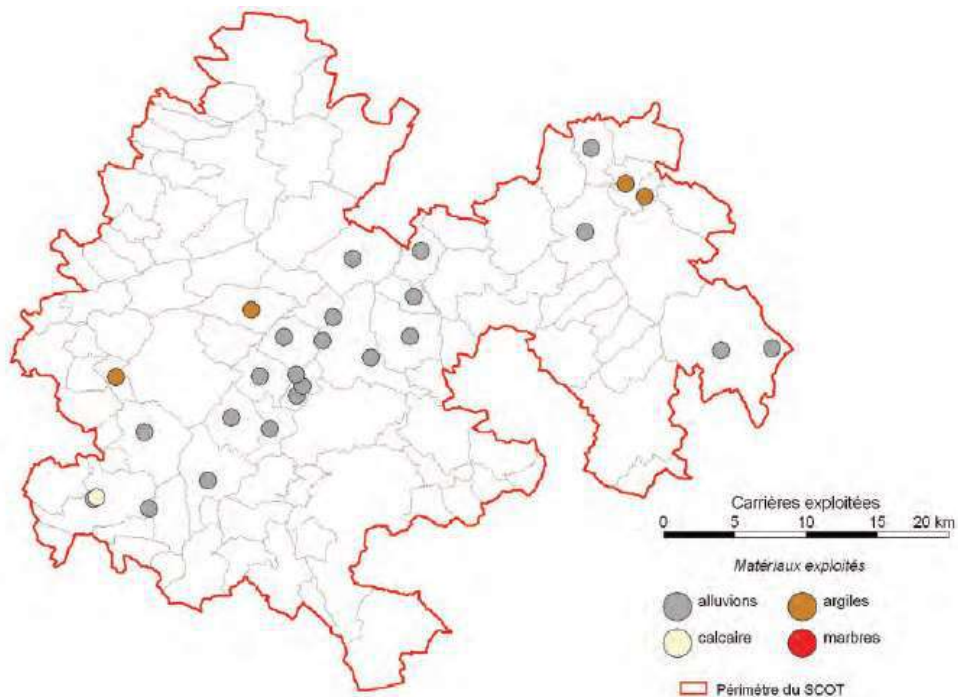 Carrières exploitées
0 5 10 15 20 km
Matériaux exploités
alluvions argiles
calcaire marbres
Périmètre du SCOT